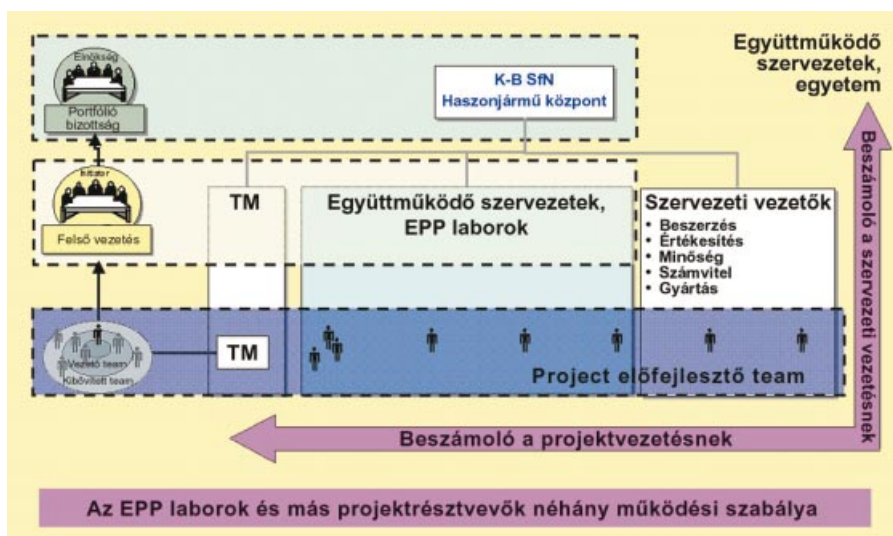 Elnökség
Portfólió
bizottság
K-B SfN
Haszonjármű központ
Együttműködő
szervezetek,
egyetem
Initiator
Felső vezetés
TM
Együttműködő szervezetek,
EPP laborok
Szervezeti vezetők
• Beszerzés
• Értékesítés
• Minőség
• Számvitel
• Gyártás
Vezető team
Kibővített team
TM
Project előfejlesztő team
Beszámoló a szervezeti vezetésnek
Beszámoló a projektvezetésnek
Az EPP laborok és más projektrésztvevők néhány működési szabálya